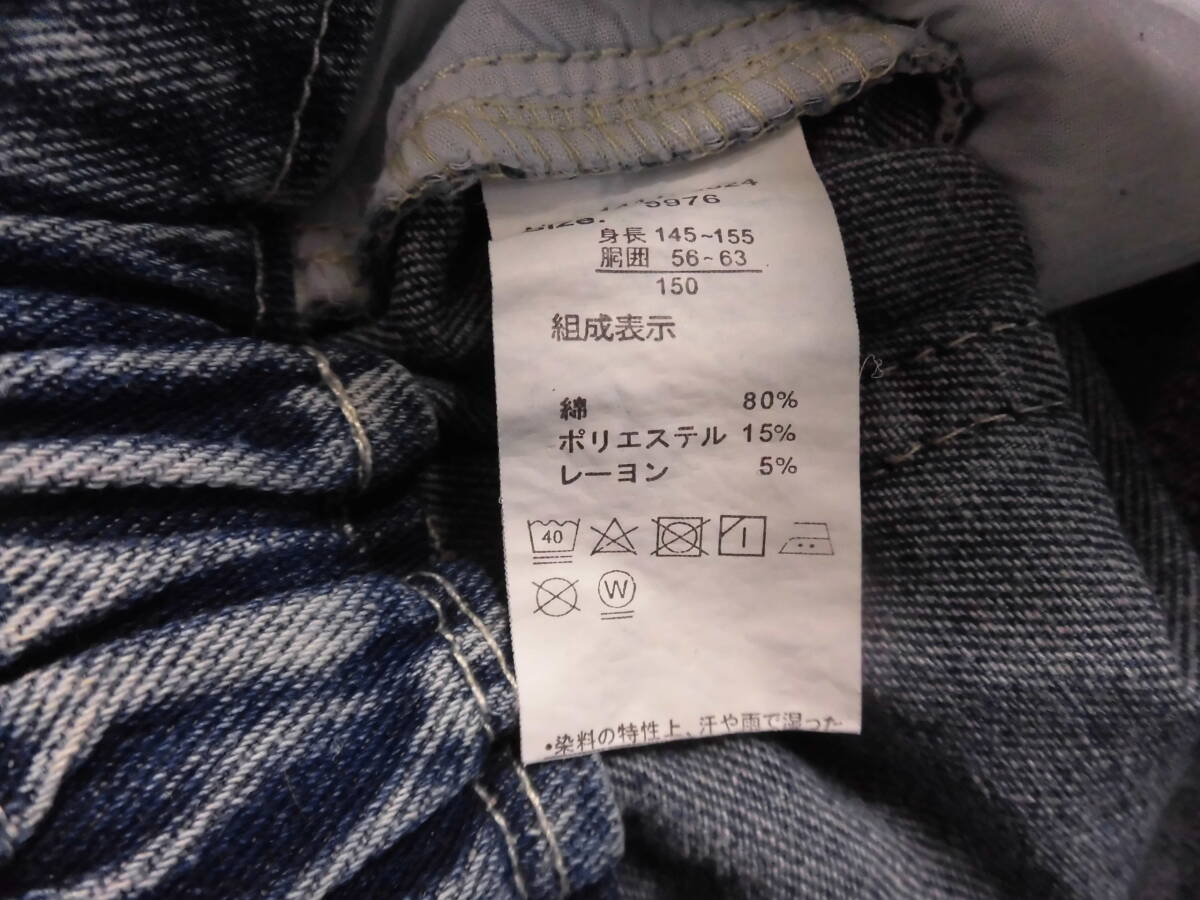 5976
身長 145~155
胴囲 56~63
150
組成表示
綿 80%
ポリエステル 15%
レーヨン 5%
40
W
・染料の特性上、汗や雨で湿った